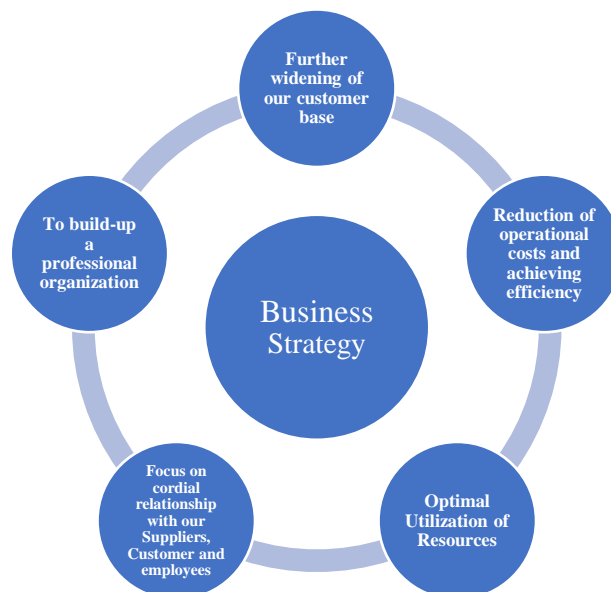 Further
widening of
our customer
base
Reduction of
operational
costs and
achieving
efficiency
Optimal
Utilization of
Resources
Focus on
cordial
relationship
with our
Suppliers,
Customer and
employees
To build-up
a
professional
organization
Business
Strategy